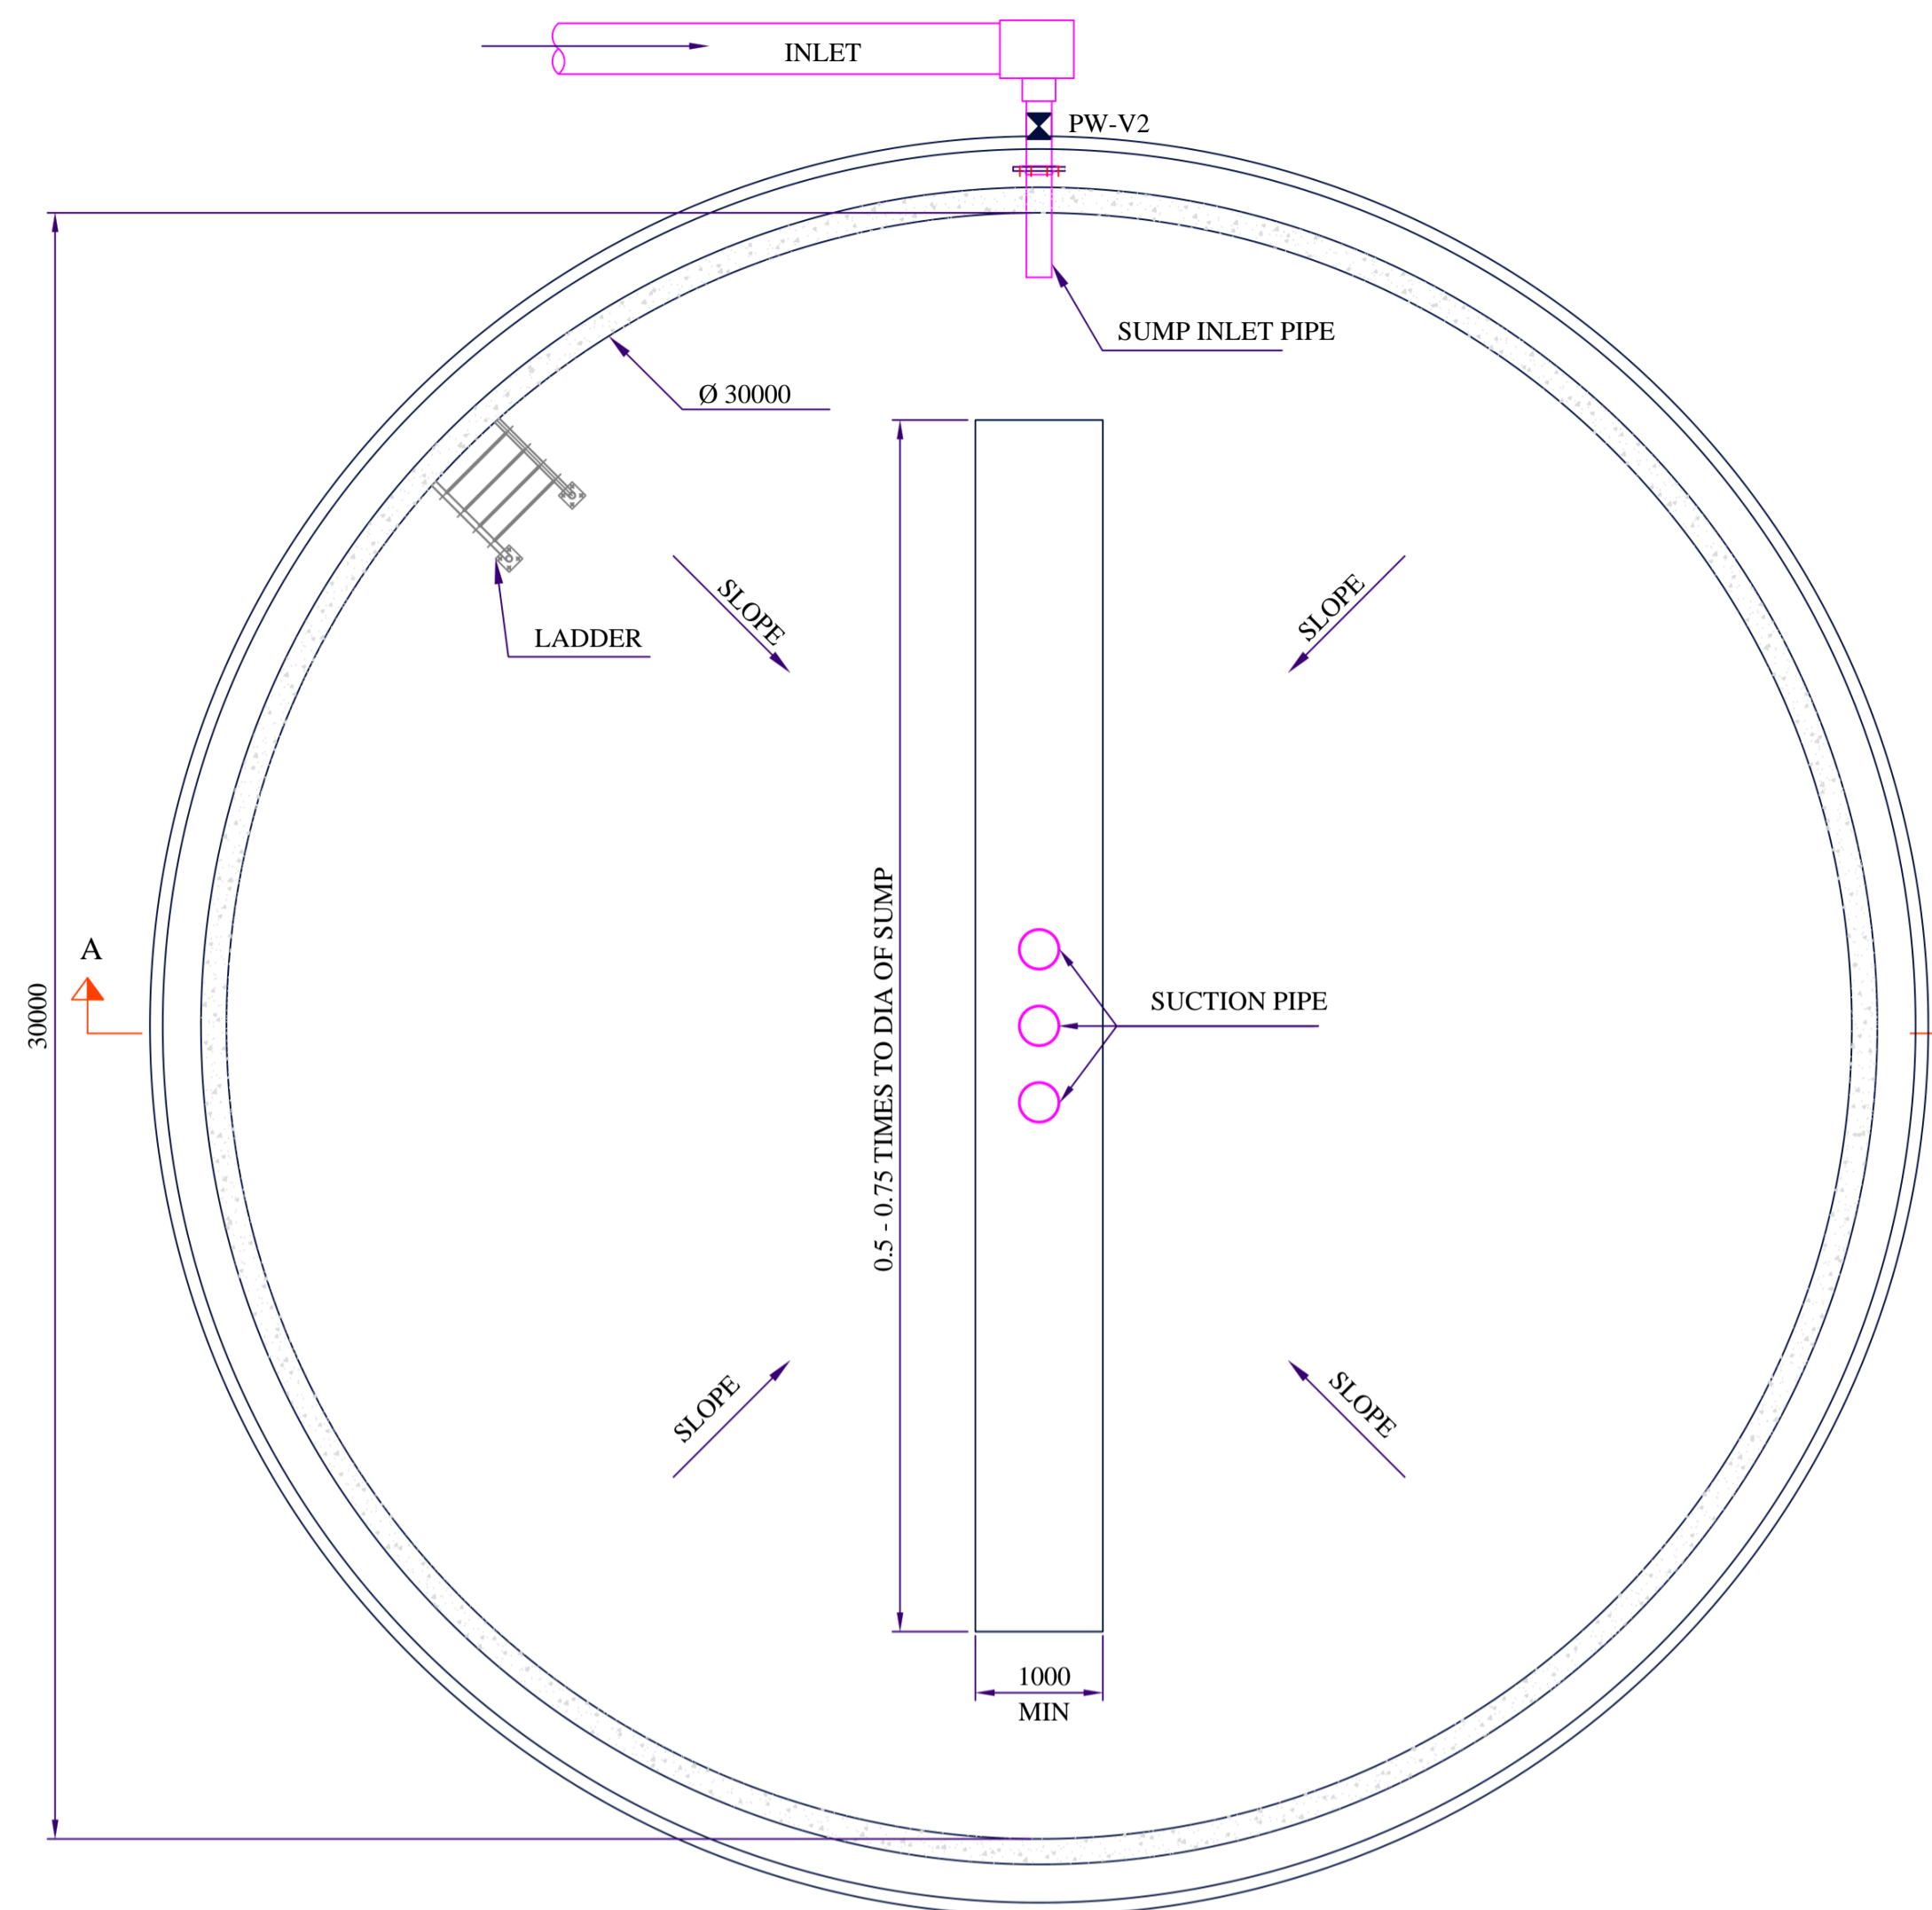 INLET
PW-V2
SUMP INLET PIPE
Ø 30000
LADDER
SLOPE
SLOPE
A
30000
0.5 - 0.75 TIMES TO DIA OF SUMP
SUCTION PIPE
SLOPE
SLOPE
1000
MIN